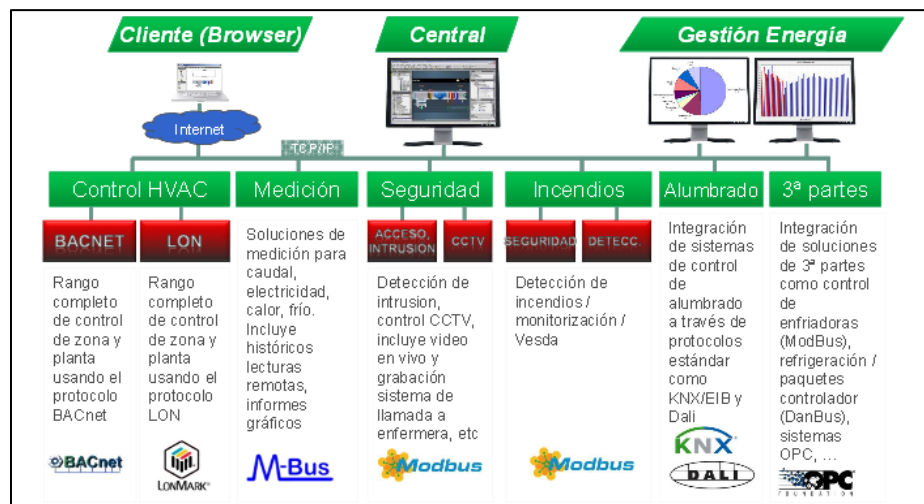 Cliente (Browser)
Central
Gestión Energía
Internet
TCP/IP
Control HVAC
Medición
Seguridad
Incendios
Alumbrado
3ª partes
BACNET
LON
ACCESO,
INTRUSION
CCTV
SEGURIDAD
DETECC.
Rango
completo
de control
de zona y
planta
usando el
protocolo
BACnet
BACnet
Rango
completo
de control
de zona y
planta
usando el
protocolo
LON
LONMARK®
Soluciones de
medición para
caudal,
electricidad,
calor, frío.
Incluye
históricos
lecturas
remotas,
informes
gráficos
M-Bus
Detección de
intrusion,
control CCTV,
incluye video
en vivo y
grabación
sistema de
llamada a
enfermera, etc
Modbus
Detección de
incendios /
monitorización /
Vesda
Modbus
Integración
de sistemas
de control
de
alumbrado
a través de
protocolos
estándar
como
KNX/EIB y
Dali
KNX®
DALI
Integración
de soluciones
de 3ª partes
como control
de
enfriadoras
(ModBus),
refrigeración /
paquetes
controlador
(DanBus),
sistemas
OPC, ...
OPC
FOUNDATION